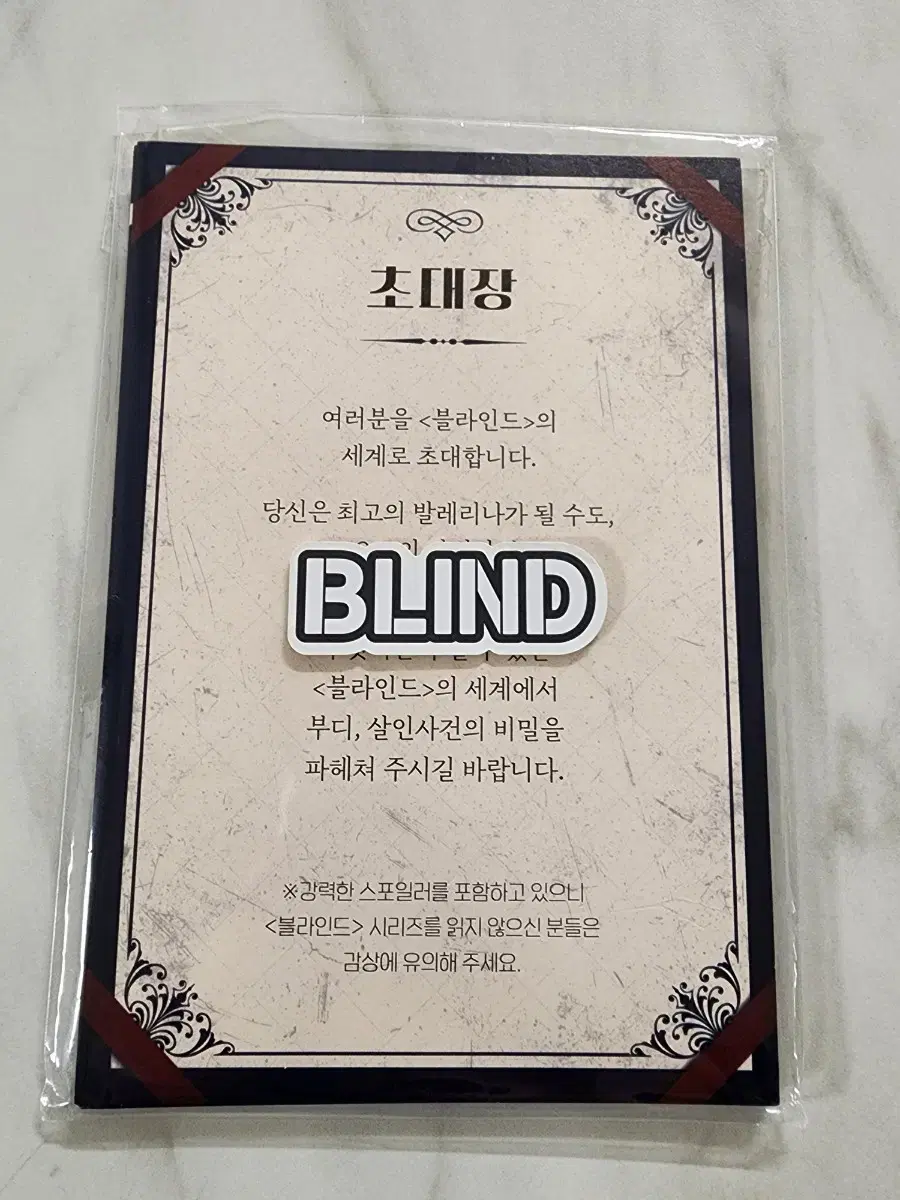 초대장
여러분을 <블라인드>의
세계로 초대합니다.
당신은 최고의 발레리나가 될 수도,
BLIND
<블라인드>의 세계에서
부디, 살인사건의 비밀을
파헤쳐 주시길 바랍니다.
※강력한 스포일러를 포함하고 있으니
<블라인드> 시리즈를 읽지 않으신 분들은
감상에 유의해 주세요.